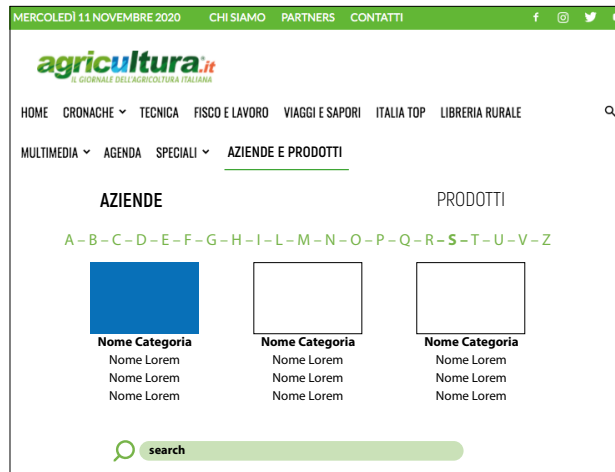 MERCOLEDÌ 11 NOVEMBRE 2020 CHI SIAMO PARTNERS CONTATTI
agricultura.it
IL GIORNALE DELL'AGRICOLTURA ITALIANA
HOME CRONACHE TECNICA FISCO E LAVORO VIAGGI E SAPORI ITALIA TOP LIBRERIA RURALE
MULTIMEDIA AGENDA SPECIALI AZIENDE E PRODOTTI
AZIENDE PRODOTTI
A – B – C – D – E – F – G – H – I – L – M – N – O – P – Q – R – S – T – U – V – Z
Nome Categoria Nome Categoria Nome Categoria
Nome Lorem Nome Lorem Nome Lorem
Nome Lorem Nome Lorem Nome Lorem
Nome Lorem Nome Lorem Nome Lorem
search